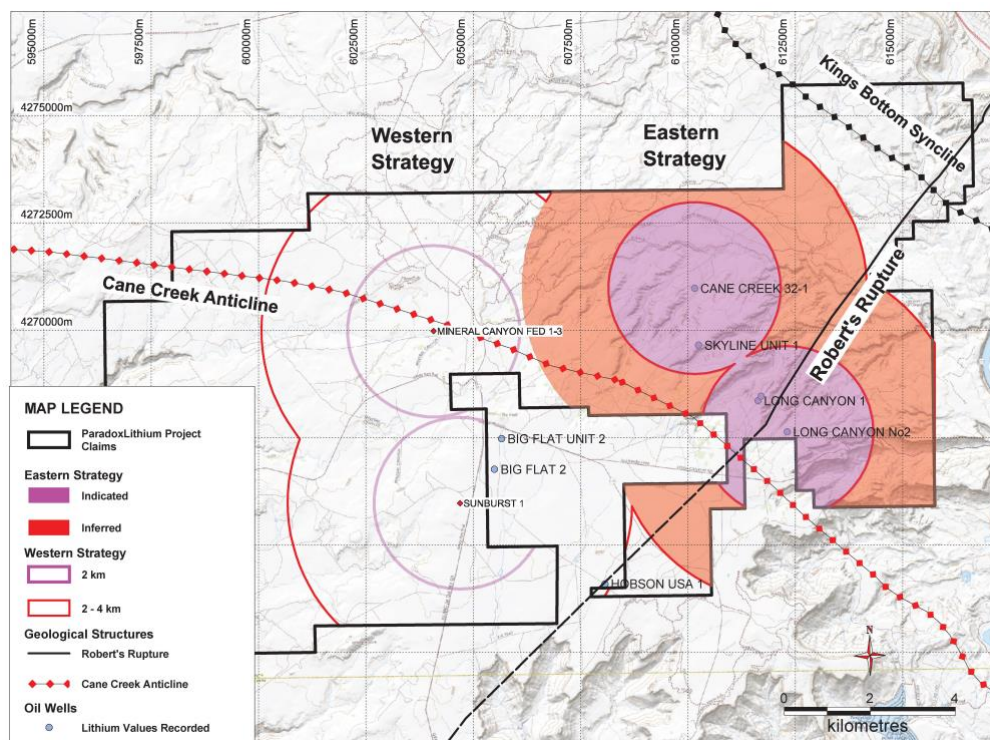 595000m
597500m
600000m
602500m
605000m
607500m
610000m
612500m
615000m
4275000m
4272500m
4270000m
Western
Strategy
Eastern
Strategy
Kings Bottom Syncline
Cane Creek Anticline
Robert's Rupture
CANE CREEK 32-1
MINERAL CANYON FED 1-3
SKYLINE UNIT 1
LONG CANYON 1
LONG CANYON No2
BIG FLAT UNIT 2
BIG FLAT 2
SUNBURST 1
HOBSON USA 1
MAP LEGEND
ParadoxLithium Project
Claims
Eastern Strategy
Indicated
Inferred
Western Strategy
2 km
2 - 4 km
Geological Structures
Robert's Rupture
Cane Creek Anticline
Oil Wells
Lithium Values Recorded
N
0 2 4
kilometres